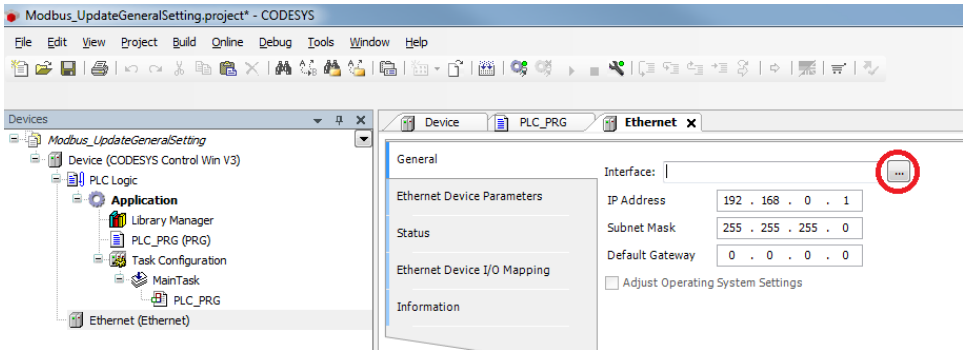 Modbus_UpdateGeneralSetting.project* - CODESYS
File Edit View Project Build Online Debug Tools Window Help
Devices
Modbus_UpdateGeneralSetting
Device (CODESYS Control Win V3)
PLC Logic
Application
Library Manager
PLC_PRG (PRG)
Task Configuration
MainTask
PLC_PRG
Ethernet (Ethernet)
Device PLC_PRG Ethernet X
General
Ethernet Device Parameters
Status
Ethernet Device I/O Mapping
Information
Interface: ...
IP Address 192 . 168 . 0 . 1
Subnet Mask 255 . 255 . 255 . 0
Default Gateway 0 . 0 . 0 . 0
Adjust Operating System Settings